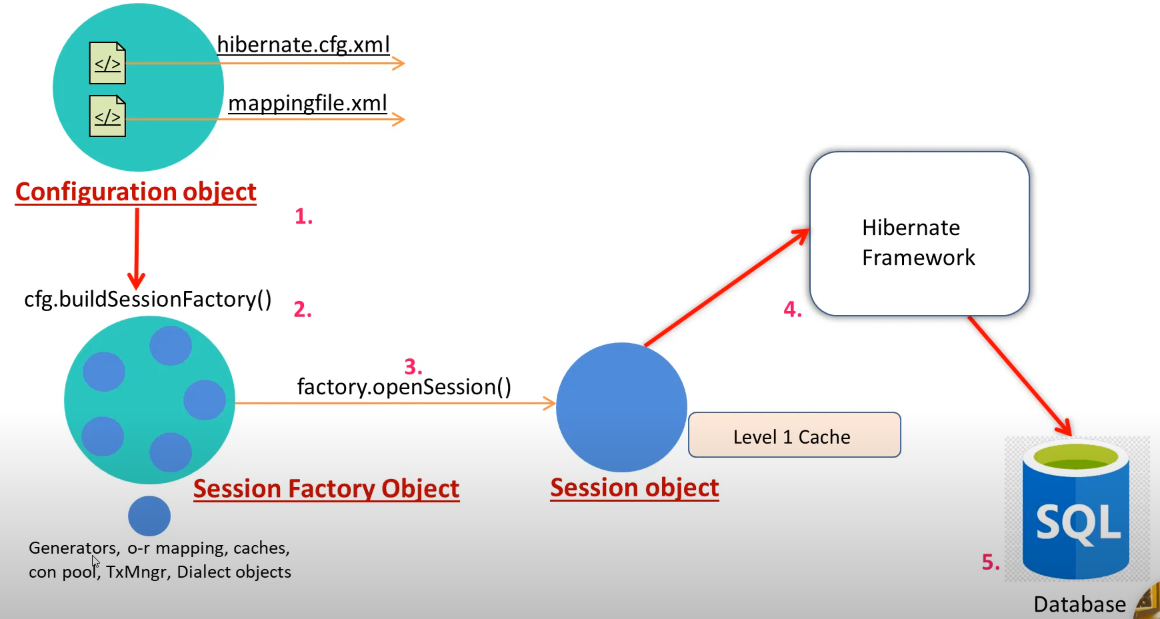 hibernate.cfg.xml
</>
mappingfile.xml
</>
Configuration object
1.
cfg.buildSessionFactory()
2.
3.
factory.openSession()
Session Factory Object
Generators, o-r mapping, caches,
con pool, TxMngr, Dialect objects
Level 1 Cache
Session object
4.
Hibernate
Framework
SQL
5.
Database